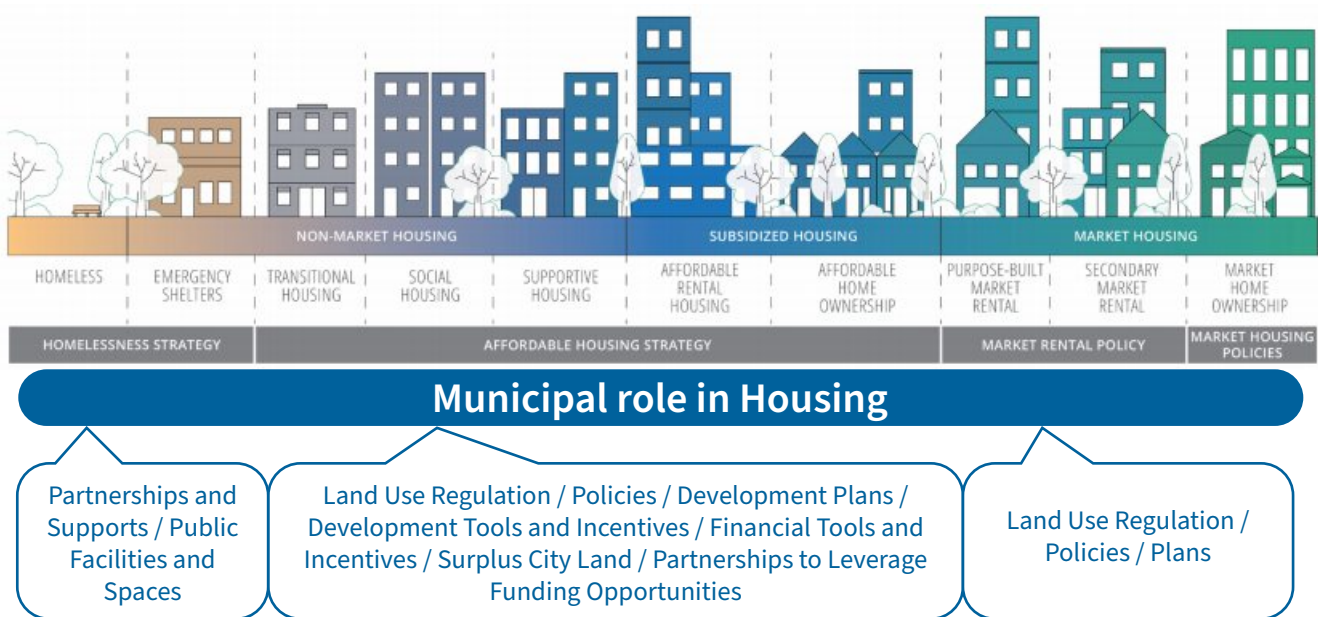 NON-MARKET HOUSING
SUBSIDIZED HOUSING
MARKET HOUSING
HOMELESS
EMERGENCY
SHELTERS
TRANSITIONAL
HOUSING
SOCIAL
HOUSING
SUPPORTIVE
HOUSING
AFFORDABLE
RENTAL
HOUSING
AFFORDABLE
HOME
OWNERSHIP
PURPOSE-BUILT
MARKET
RENTAL
SECONDARY
MARKET
RENTAL
MARKET
HOME
OWNERSHIP
HOMELESSNESS STRATEGY
AFFORDABLE HOUSING STRATEGY
MARKET RENTAL POLICY
MARKET HOUSING
POLICIES
Municipal role in Housing
Partnerships and
Supports / Public
Facilities and
Spaces
Land Use Regulation / Policies / Development Plans /
Development Tools and Incentives / Financial Tools and
Incentives / Surplus City Land / Partnerships to Leverage
Funding Opportunities
Land Use Regulation /
Policies / Plans